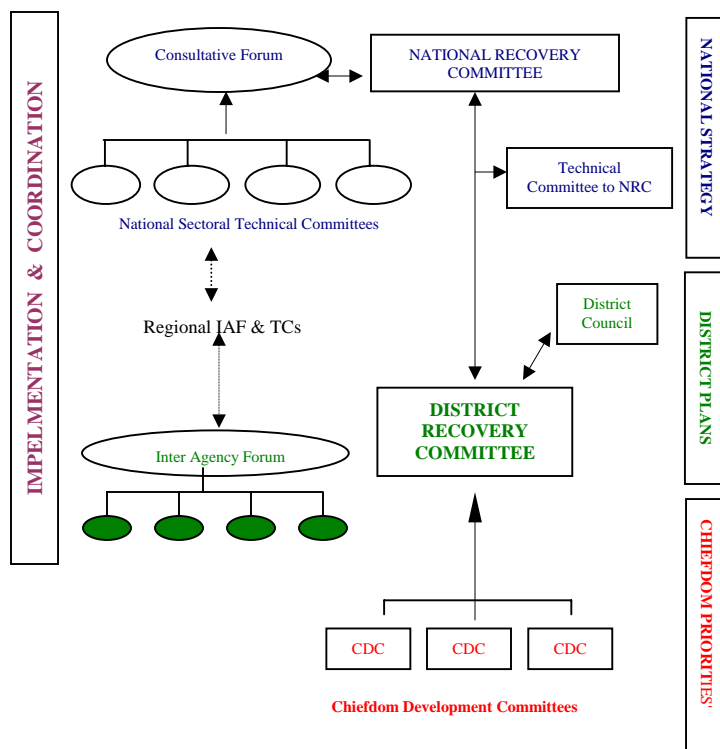 IMPELMENTATION & COORDINATION
Consultative Forum
NATIONAL RECOVERY
COMMITTEE
NATIONAL STRATEGY
Technical
Committee to NRC
National Sectoral Technical Committees
District
Council
Regional IAF & TCs
DISTRICT PLANS
DISTRICT
RECOVERY
COMMITTEE
Inter Agency Forum
CHIEFDOM PRIORITIES'
CDC
CDC
CDC
Chiefdom Development Committees